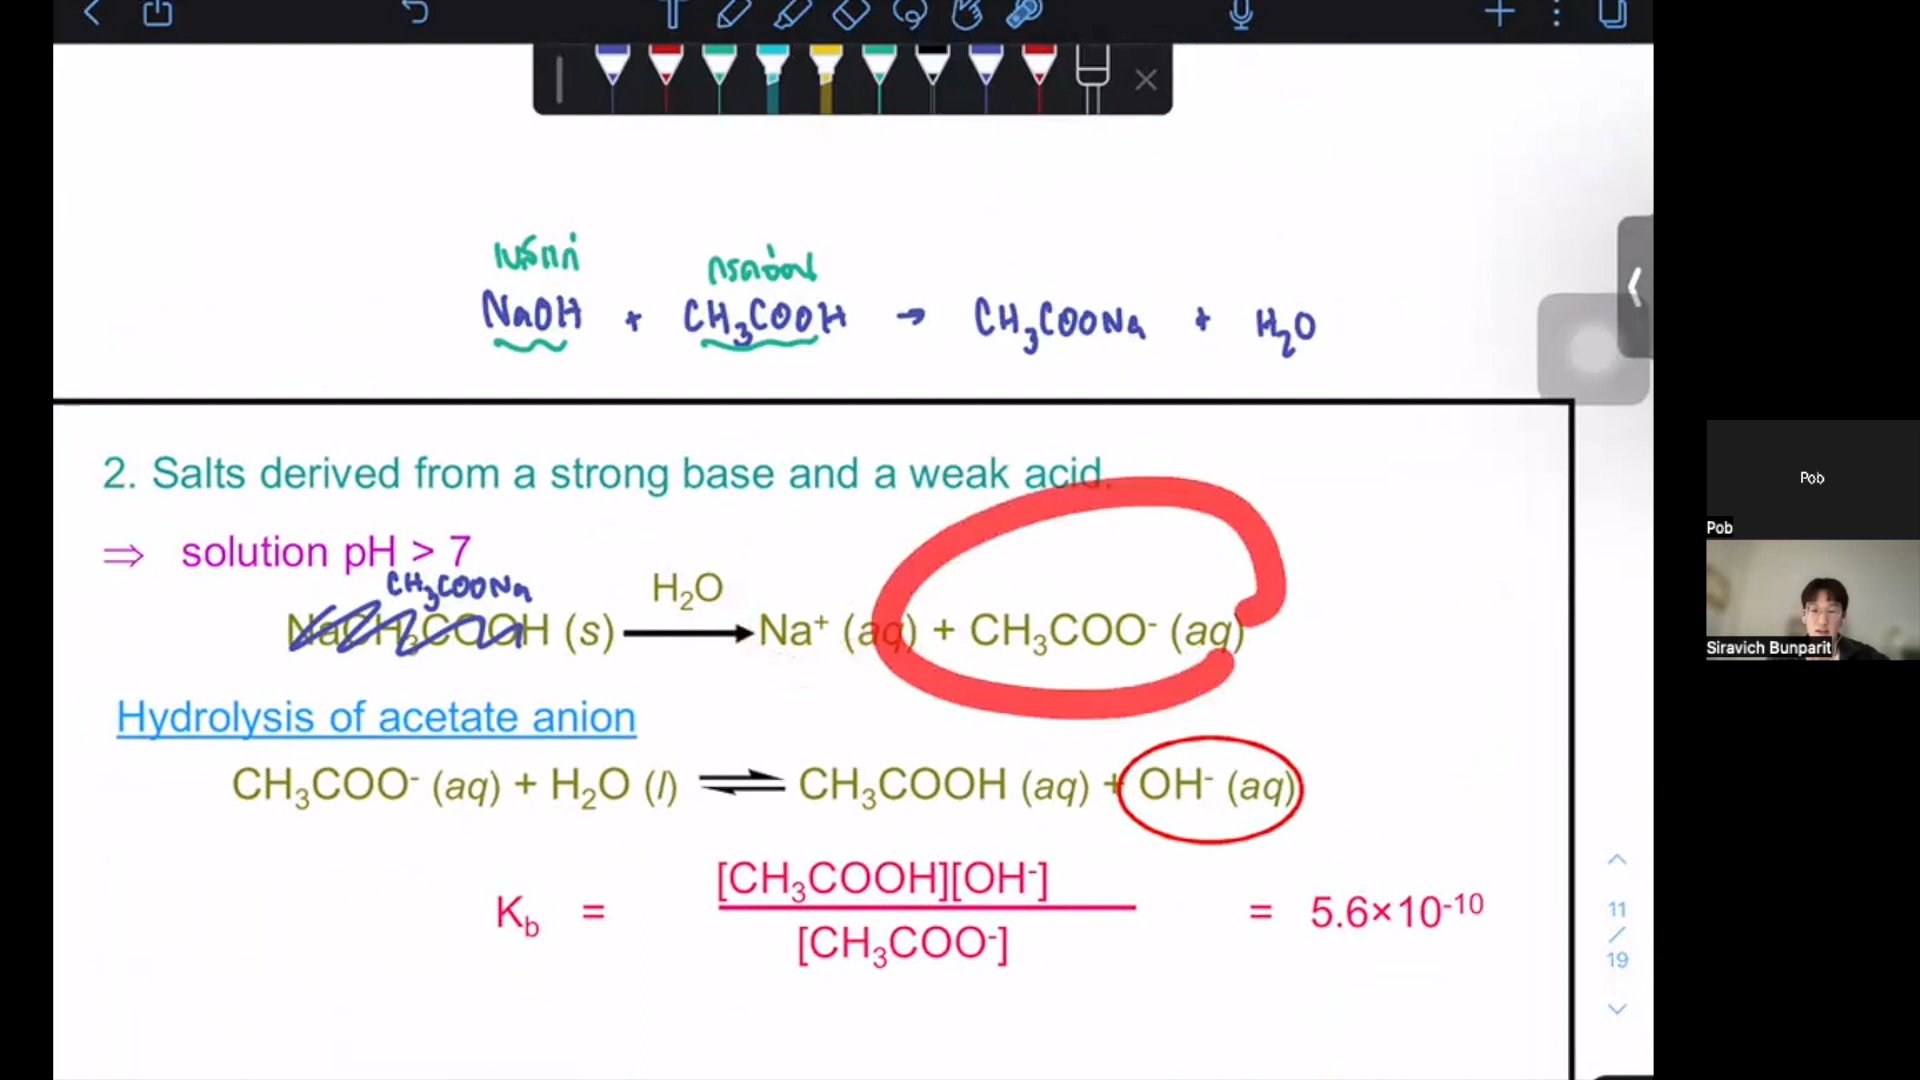 เบสแก่ กรดอ่อน
NaOH + CH₃COOH → CH₃COONa + H₂O
2. Salts derived from a strong base and a weak acid.
⇒ solution pH > 7
CH₃COONa
NaCH₃COOH (s) H₂O → Na⁺ (aq) + CH₃COO⁻ (aq)
Hydrolysis of acetate anion
CH₃COO⁻ (aq) + H₂O (l) ⇌ CH₃COOH (aq) + OH⁻ (aq)
[CH₃COOH][OH⁻]
K_b = = 5.6×10⁻¹⁰
[CH₃COO⁻]
11
/
19
Pob
Pob
Siravich Bunparit